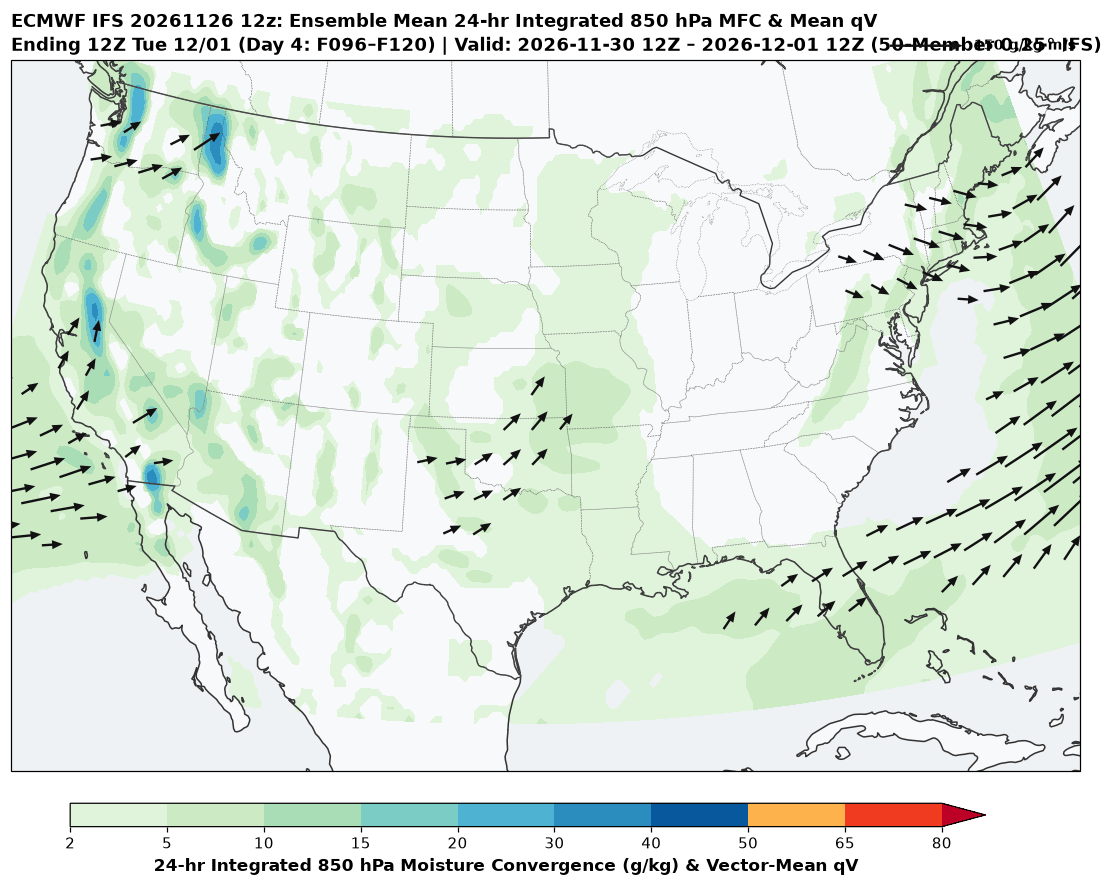 ECMWF IFS 20261126 12z: Ensemble Mean 24-hr Integrated 850 hPa MFC & Mean qV
Ending 12Z Tue 12/01 (Day 4: F096–F120) | Valid: 2026-11-30 12Z – 2026-12-01 12Z (50-Member 0.25° IFS)
2 5 10 15 20 30 40 50 65 80
24-hr Integrated 850 hPa Moisture Convergence (g/kg) & Vector-Mean qV